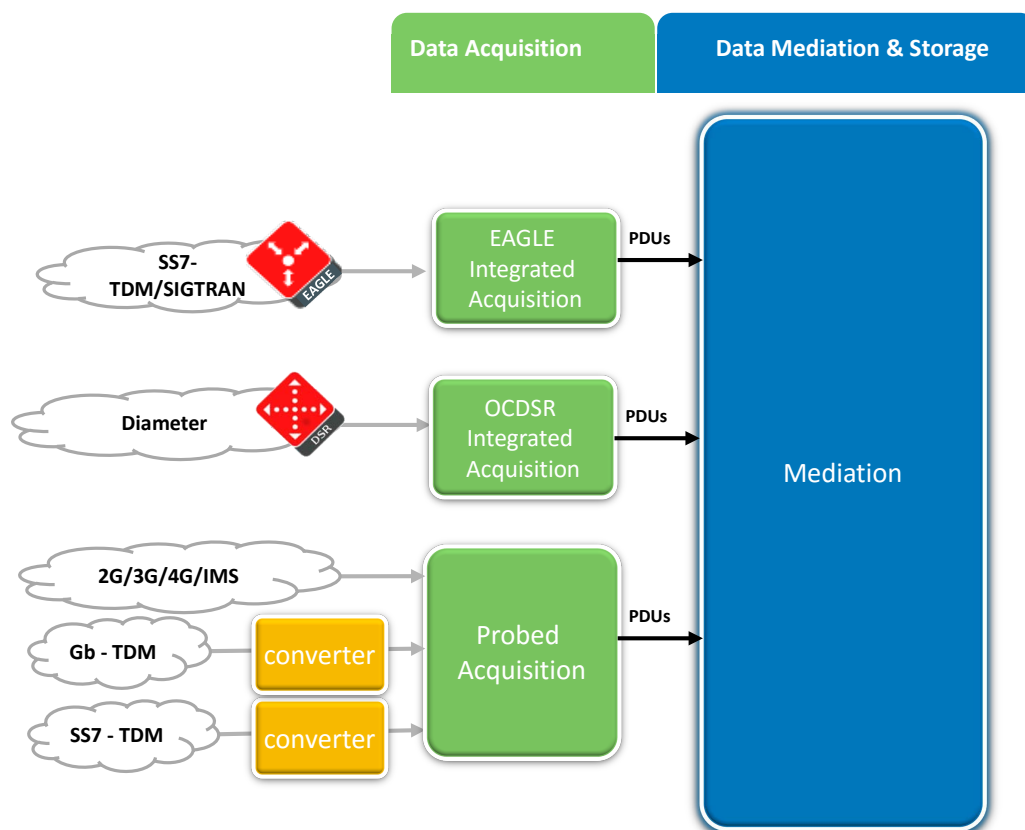 Data Acquisition
Data Mediation & Storage
SS7-
TDM/SIGTRAN
EAGLE
EAGLE
Integrated
Acquisition
PDUs
Diameter
DSR
OCDSR
Integrated
Acquisition
PDUs
Mediation
2G/3G/4G/IMS
Gb - TDM
converter
SS7 - TDM
converter
Probed
Acquisition
PDUs